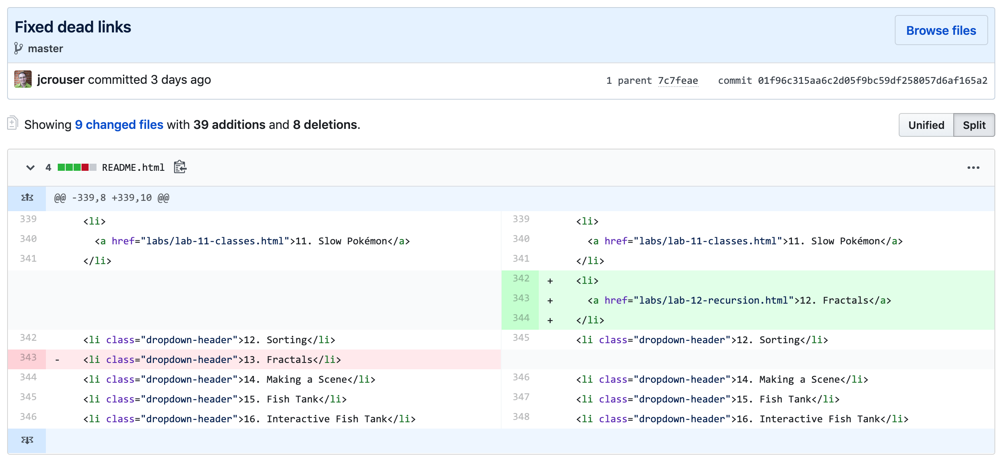 Fixed dead links
Browse files
master
jcrouser committed 3 days ago
1 parent 7c7feae commit 01f96c315aa6c2d05f9bc59df258057d6af165a2
Showing 9 changed files with 39 additions and 8 deletions.
Unified Split
4 README.html
@@ -339,8 +339,10 @@
339 <li> 339 <li>
340 <a href="labs/lab-11-classes.html">11. Slow Pokémon</a> 340 <a href="labs/lab-11-classes.html">11. Slow Pokémon</a>
341 </li> 341 </li>
342 + <li>
343 + <a href="labs/lab-12-recursion.html">12. Fractals</a>
344 + </li>
342 <li class="dropdown-header">12. Sorting</li> 345 <li class="dropdown-header">12. Sorting</li>
343 - <li class="dropdown-header">13. Fractals</li>
344 <li class="dropdown-header">14. Making a Scene</li> 346 <li class="dropdown-header">14. Making a Scene</li>
345 <li class="dropdown-header">15. Fish Tank</li> 347 <li class="dropdown-header">15. Fish Tank</li>
346 <li class="dropdown-header">16. Interactive Fish Tank</li> 348 <li class="dropdown-header">16. Interactive Fish Tank</li>